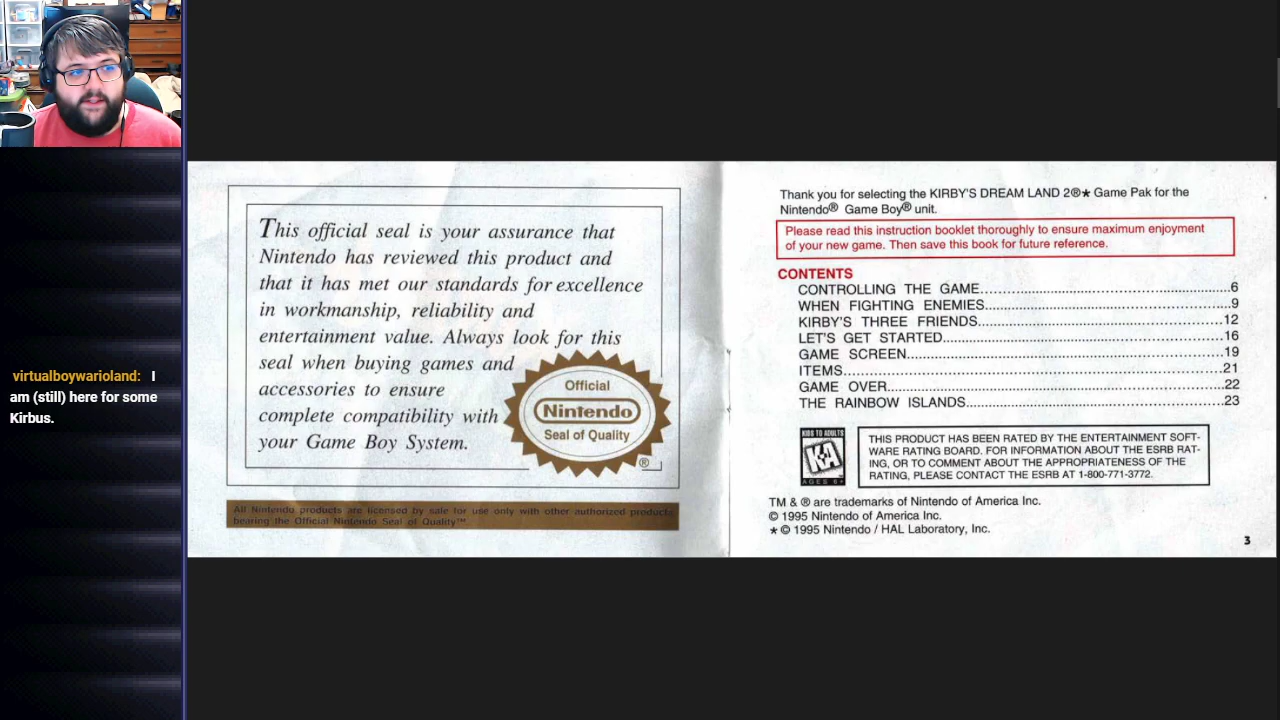 virtualboywarioland: I
am (still) here for some
Kirbus.
This official seal is your assurance that
Nintendo has reviewed this product and
that it has met our standards for excellence
in workmanship, reliability and
entertainment value. Always look for this
seal when buying games and
accessories to ensure
complete compatibility with
your Game Boy System.
Official
Nintendo
Seal of Quality
®
All Nintendo products are licensed by sale for use only with other authorized products
bearing the Official Nintendo Seal of Quality™.
Thank you for selecting the KIRBY'S DREAM LAND 2®★ Game Pak for the
Nintendo® Game Boy® unit.
Please read this instruction booklet thoroughly to ensure maximum enjoyment
of your new game. Then save this book for future reference.
CONTENTS
CONTROLLING THE GAME...6
WHEN FIGHTING ENEMIES...9
KIRBY'S THREE FRIENDS...12
LET'S GET STARTED...16
GAME SCREEN...19
ITEMS...21
GAME OVER...22
THE RAINBOW ISLANDS...23
KIDS TO ADULTS
KA
AGES 6+
THIS PRODUCT HAS BEEN RATED BY THE ENTERTAINMENT SOFT-
WARE RATING BOARD. FOR INFORMATION ABOUT THE ESRB RAT-
ING, OR TO COMMENT ABOUT THE APPROPRIATENESS OF THE
RATING, PLEASE CONTACT THE ESRB AT 1-800-771-3772.
TM & ® are trademarks of Nintendo of America Inc.
© 1995 Nintendo of America Inc.
★ © 1995 Nintendo / HAL Laboratory, Inc.
3